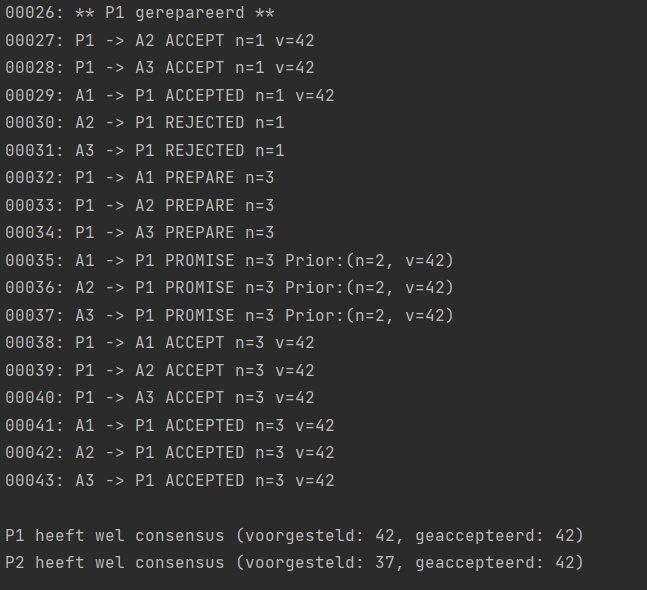 00026: ** P1 gerepareerd **
00027: P1 -> A2 ACCEPT n=1 v=42
00028: P1 -> A3 ACCEPT n=1 v=42
00029: A1 -> P1 ACCEPTED n=1 v=42
00030: A2 -> P1 REJECTED n=1
00031: A3 -> P1 REJECTED n=1
00032: P1 -> A1 PREPARE n=3
00033: P1 -> A2 PREPARE n=3
00034: P1 -> A3 PREPARE n=3
00035: A1 -> P1 PROMISE n=3 Prior:(n=2, v=42)
00036: A2 -> P1 PROMISE n=3 Prior:(n=2, v=42)
00037: A3 -> P1 PROMISE n=3 Prior:(n=2, v=42)
00038: P1 -> A1 ACCEPT n=3 v=42
00039: P1 -> A2 ACCEPT n=3 v=42
00040: P1 -> A3 ACCEPT n=3 v=42
00041: A1 -> P1 ACCEPTED n=3 v=42
00042: A2 -> P1 ACCEPTED n=3 v=42
00043: A3 -> P1 ACCEPTED n=3 v=42
P1 heeft wel consensus (voorgesteld: 42, geaccepteerd: 42)
P2 heeft wel consensus (voorgesteld: 37, geaccepteerd: 42)